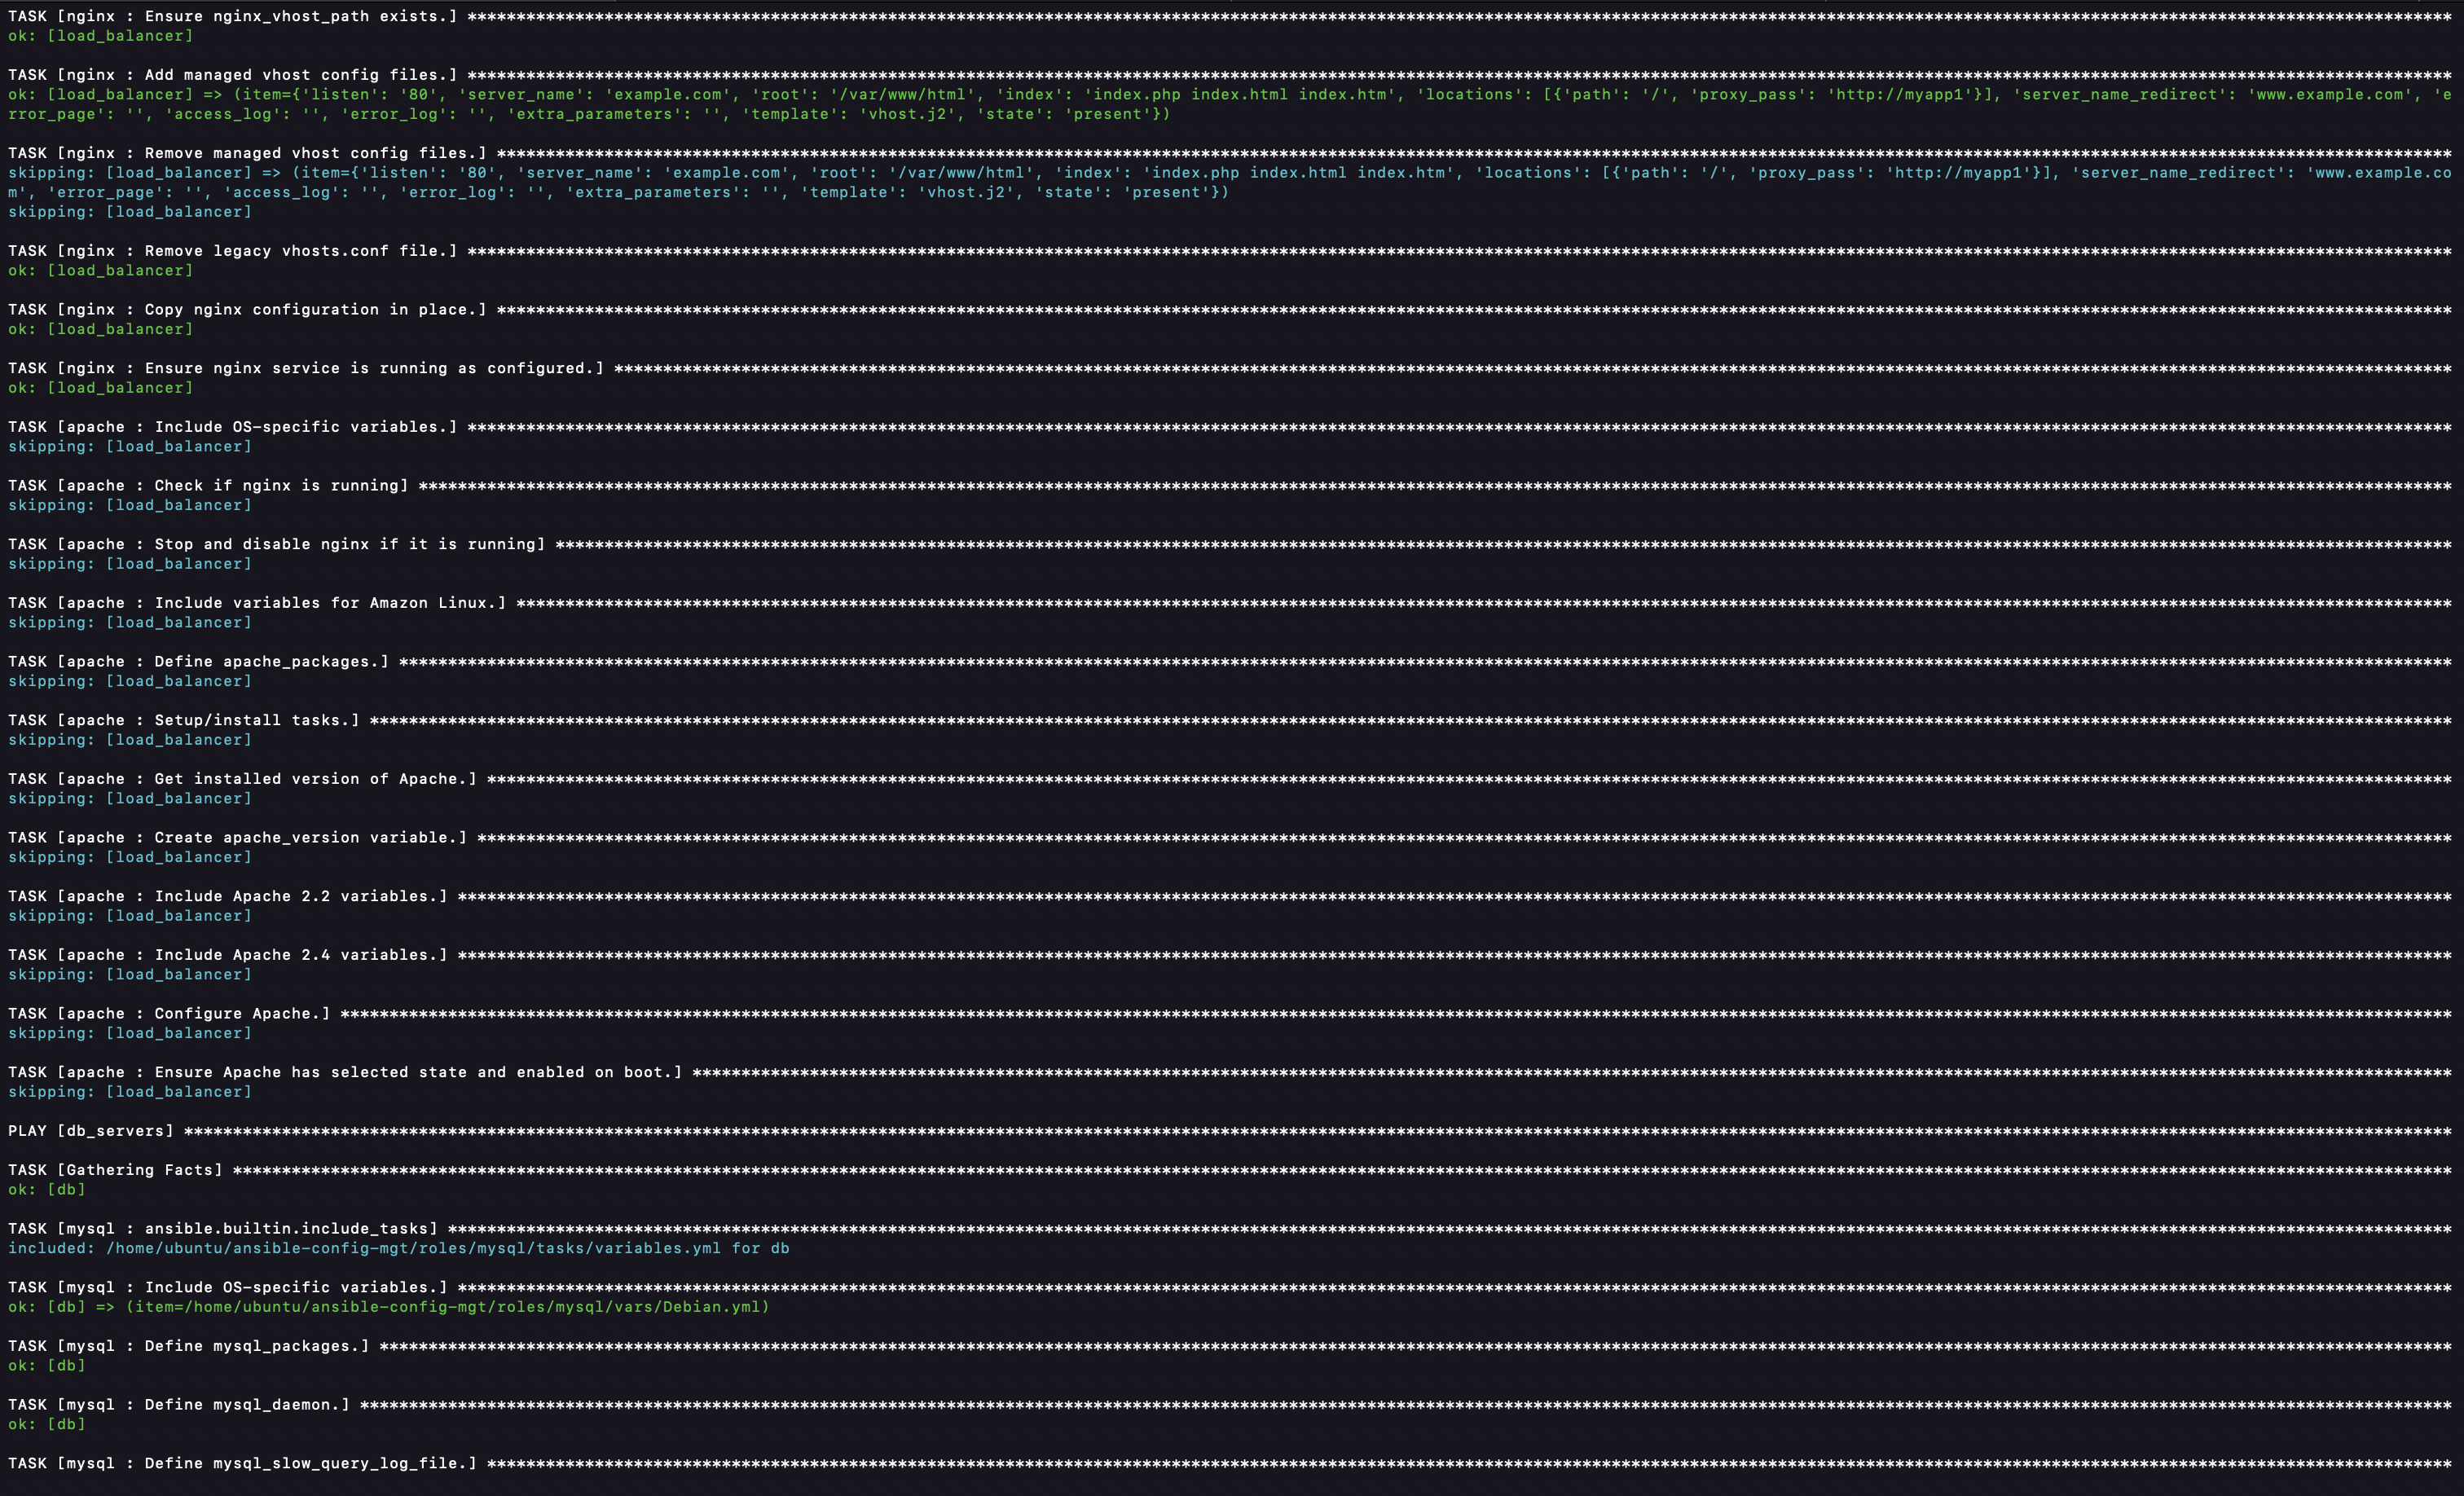 TASK [nginx : Ensure nginx_vhost_path exists.] ****
ok: [load_balancer]
TASK [nginx : Add managed vhost config files.] ****
ok: [load_balancer] => (item={'listen': '80', 'server_name': 'example.com', 'root': '/var/www/html', 'index': 'index.php index.html index.htm', 'locations': [{'path': '/', 'proxy_pass': 'http://myapp1'}], 'server_name_redirect': 'www.example.com', 'e
rror_page': '', 'access_log': '', 'error_log': '', 'extra_parameters': '', 'template': 'vhost.j2', 'state': 'present'})
TASK [nginx : Remove managed vhost config files.] ****
skipping: [load_balancer] => (item={'listen': '80', 'server_name': 'example.com', 'root': '/var/www/html', 'index': 'index.php index.html index.htm', 'locations': [{'path': '/', 'proxy_pass': 'http://myapp1'}], 'server_name_redirect': 'www.example.co
m', 'error_page': '', 'access_log': '', 'error_log': '', 'extra_parameters': '', 'template': 'vhost.j2', 'state': 'present'})
skipping: [load_balancer]
TASK [nginx : Remove legacy vhosts.conf file.] ****
ok: [load_balancer]
TASK [nginx : Copy nginx configuration in place.] ****
ok: [load_balancer]
TASK [nginx : Ensure nginx service is running as configured.] ****
ok: [load_balancer]
TASK [apache : Include OS-specific variables.] ****
skipping: [load_balancer]
TASK [apache : Check if nginx is running] ****
skipping: [load_balancer]
TASK [apache : Stop and disable nginx if it is running] ****
skipping: [load_balancer]
TASK [apache : Include variables for Amazon Linux.] ****
skipping: [load_balancer]
TASK [apache : Define apache_packages.] ****
skipping: [load_balancer]
TASK [apache : Setup/install tasks.] ****
skipping: [load_balancer]
TASK [apache : Get installed version of Apache.] ****
skipping: [load_balancer]
TASK [apache : Create apache_version variable.] ****
skipping: [load_balancer]
TASK [apache : Include Apache 2.2 variables.] ****
skipping: [load_balancer]
TASK [apache : Include Apache 2.4 variables.] ****
skipping: [load_balancer]
TASK [apache : Configure Apache.] ****
skipping: [load_balancer]
TASK [apache : Ensure Apache has selected state and enabled on boot.] ****
skipping: [load_balancer]
PLAY [db_servers] ****
TASK [Gathering Facts] ****
ok: [db]
TASK [mysql : ansible.builtin.include_tasks] ****
included: /home/ubuntu/ansible-config-mgt/roles/mysql/tasks/variables.yml for db
TASK [mysql : Include OS-specific variables.] ****
ok: [db] => (item=/home/ubuntu/ansible-config-mgt/roles/mysql/vars/Debian.yml)
TASK [mysql : Define mysql_packages.] ****
ok: [db]
TASK [mysql : Define mysql_daemon.] ****
ok: [db]
TASK [mysql : Define mysql_slow_query_log_file.] ****